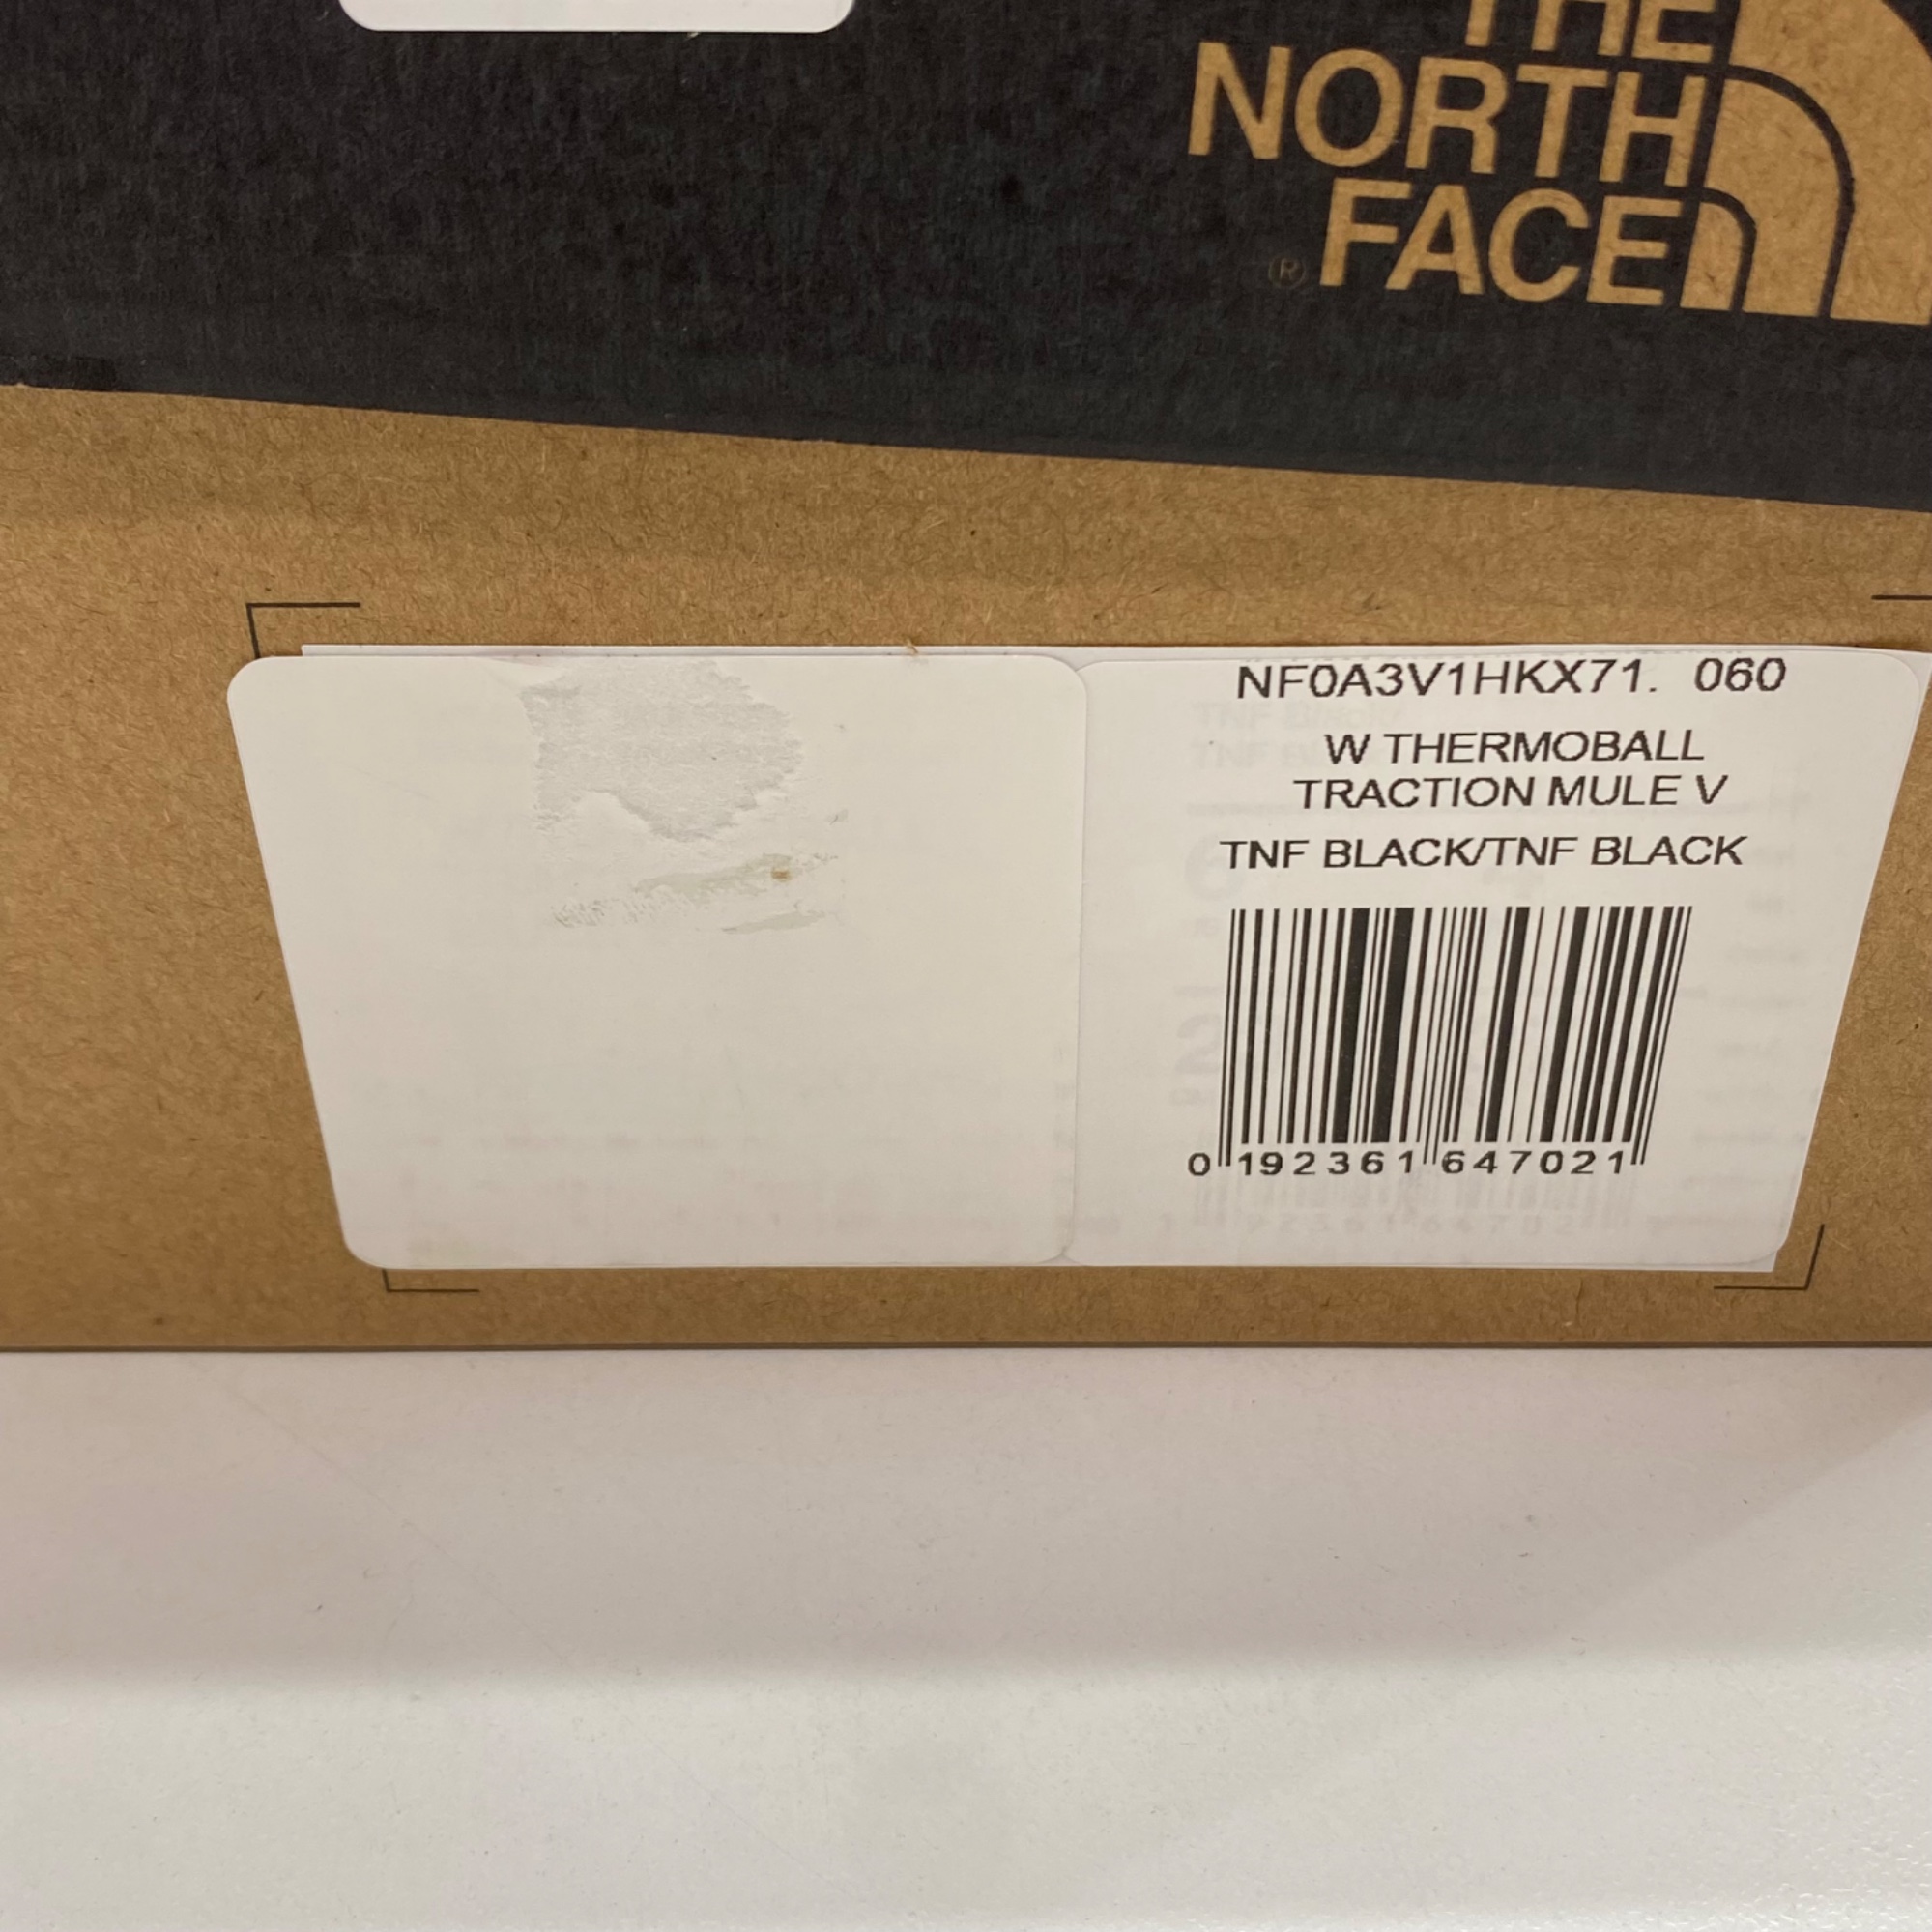 THE
NORTH
FACE
®
NF0A3V1HKX71. 060
W THERMOBALL
TRACTION MULE V
TNF BLACK/TNF BLACK
0 192361 647021